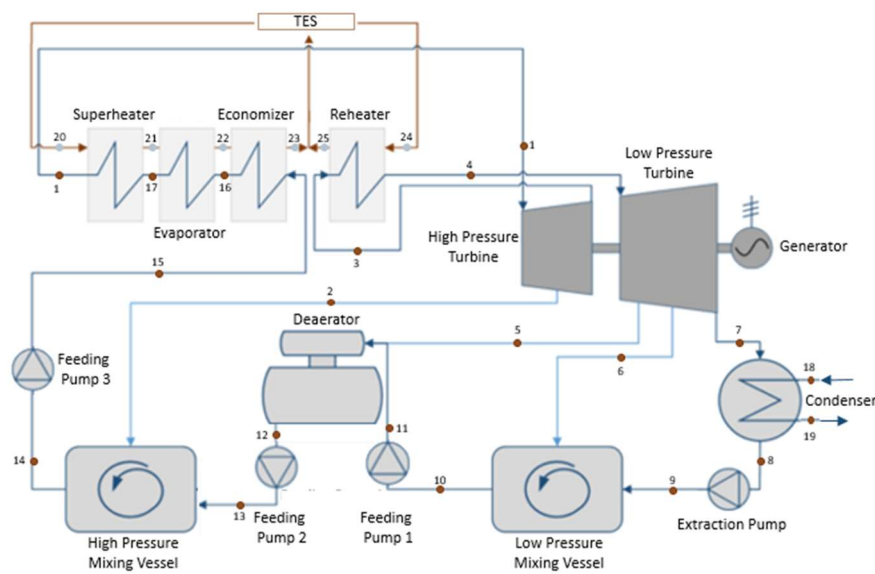 TES
Superheater
Economizer
Reheater
20
21
22
23
25
24
1
17
16
4
1
Low Pressure
Turbine
Evaporator
3
High Pressure
Turbine
Generator
15
2
Deaerator
5
6
7
18
Condenser
19
Feeding
Pump 3
12
11
8
14
13
10
9
Feeding
Pump 2
Feeding
Pump 1
Extraction Pump
High Pressure
Mixing Vessel
Low Pressure
Mixing Vessel